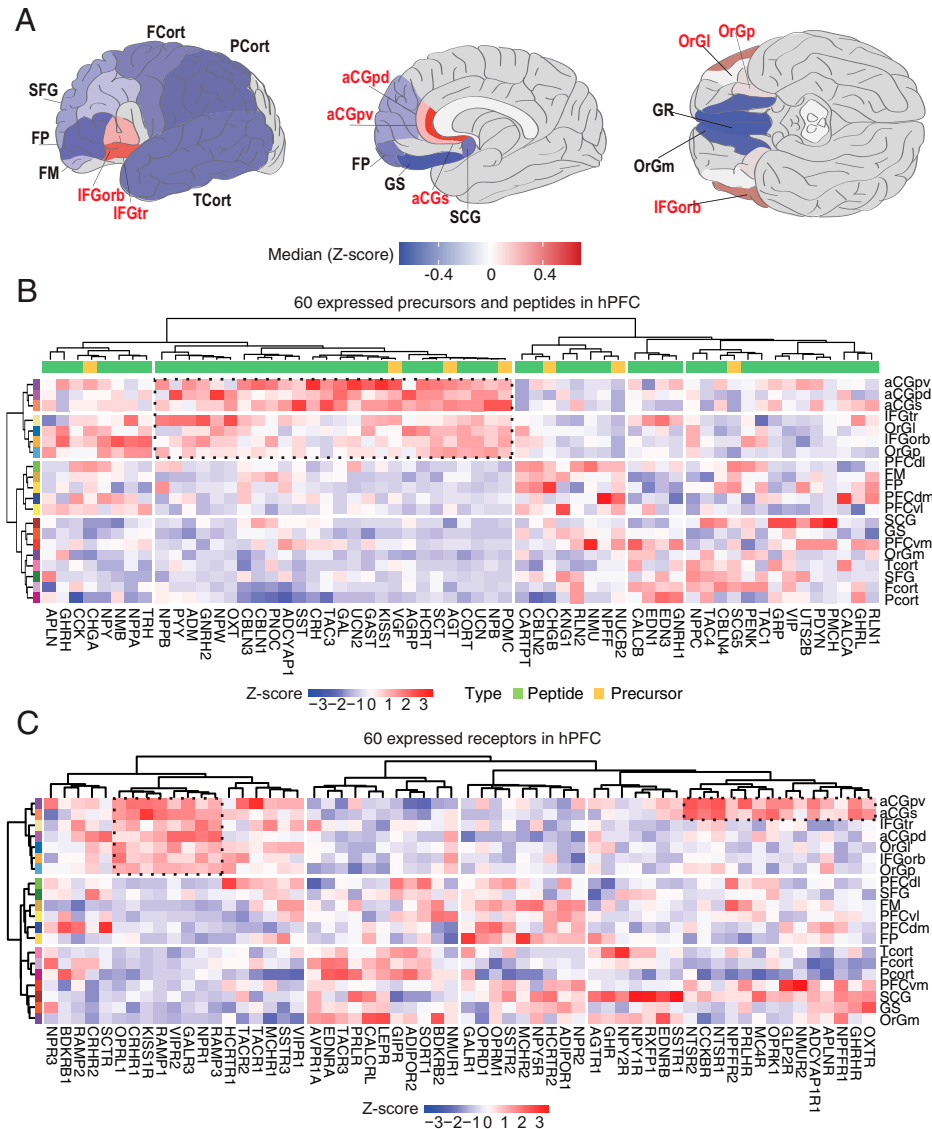 A
FCort
PCort
SFG
FP
FM
IFGorb
IFGtr
TCort
aCGpd
aCGpv
FP
GS
aCGs
SCG
OrGl
OrGp
GR
OrGm
IFGorb
Median (Z-score)
-0.4 0 0.4
B
60 expressed precursors and peptides in hPFC
aCGpv
aCGpd
aCGs
IFGtr
OrGl
IFGorb
OrGp
PFCdl
FM
FP
PFCdm
PFCvl
SCG
GS
PFCvm
OrGm
Tcort
SFG
Fcort
Pcort
APLN
GHRH
CCK
CHGA
NPY
NMB
NPPA
TRH
NPPB
PYY
ADM
GNRH2
NPW
OXT
CBLN3
CBLN1
PNOC
ADCYAP1
SST
CRH
TAC3
GAL
UCN2
GAST
KISS1
VGF
AGRP
HCRT
SCT
AGT
CORT
UCN
NPB
POMC
CARTPT
CBLN2
CHGB
KNG1
RLN2
NMU
NPFF
NUCB2
CALCB
EDN1
EDN3
GNRH1
NPPC
TAC4
CBLN4
SCG5
PENK
TAC1
GRP
VIP
UTS2B
PDYN
PMCH
CALCA
GHRL
RLN1
Z-score
−3−2−1 0 1 2 3
Type Peptide Precursor
C
60 expressed receptors in hPFC
aCGpv
aCGs
IFGtr
aCGpd
OrGl
IFGorb
OrGp
PFCdl
SFG
FM
PFCvl
PFCdm
FP
Tcort
Fcort
Pcort
PFCvm
SCG
GS
OrGm
NPR3
BDKRB1
RAMP2
CRHR2
SCTR
OPRL1
CRHR1
KISS1R
RAMP1
VIPR2
GALR3
NPR1
RAMP3
HCRTR1
TACR2
TACR1
MCHR1
SSTR3
VIPR1
AVPR1A
EDNRA
TACR3
PRLR
CALCRL
LEPR
GIPR
ADIPOR2
SORT1
BDKRB2
NMUR1
GALR1
OPRD1
OPRM1
SSTR2
MCHR2
NPY5R
HCRTR2
ADIPOR1
NPR2
AGTR1
GHR
NPY2R
NPY1R
RXFP1
EDNRB
SSTR1
NTSR2
CCKBR
NTSR1
NPFFR2
PRLHR
MC4R
OPRK1
GLP2R
NMUR2
ADCYAP1R1
APLNR
NPFFR1
GHRHR
OXTR
Z-score
−3−2−1 0 1 2 3